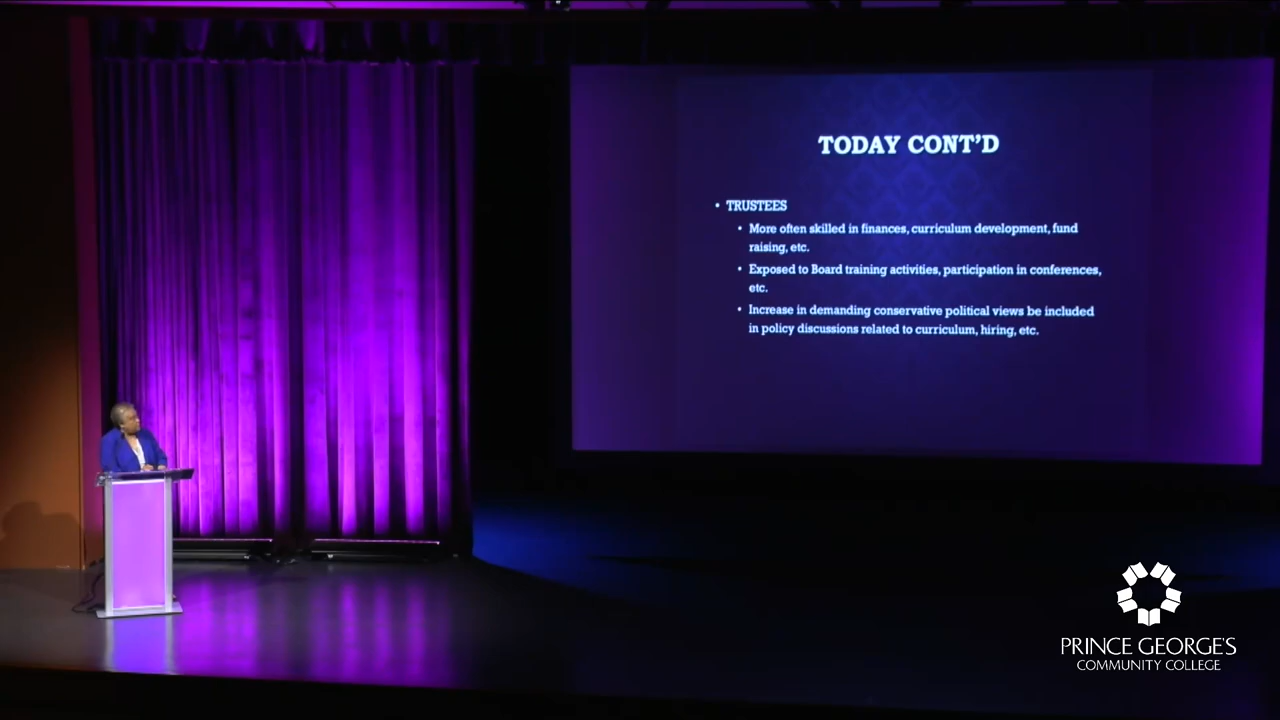 TODAY CONT'D
• TRUSTEES
• More often skilled in finances, curriculum development, fund
raising, etc.
• Exposed to Board training activities, participation in conferences,
etc.
• Increase in demanding conservative political views be included
in policy discussions related to curriculum, hiring, etc.
PRINCE GEORGE'S
COMMUNITY COLLEGE